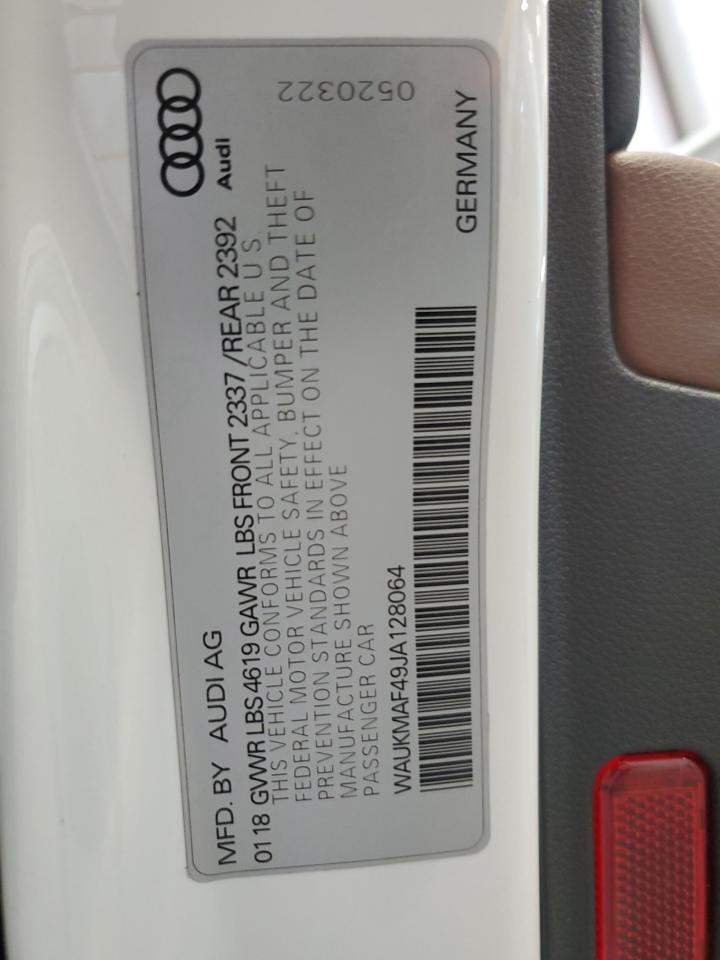 MFD. BY AUDI AG
Audi
01 18 GVWR LBS 4619 GAWR LBS FRONT 2337 /REAR 2392
THIS VEHICLE CONFORMS TO ALL APPLICABLE U.S.
FEDERAL MOTOR VEHICLE SAFETY, BUMPER AND THEFT
PREVENTION STANDARDS IN EFFECT ON THE DATE OF
MANUFACTURE SHOWN ABOVE
PASSENGER CAR
0520322
WAUKMAF49JA128064
GERMANY